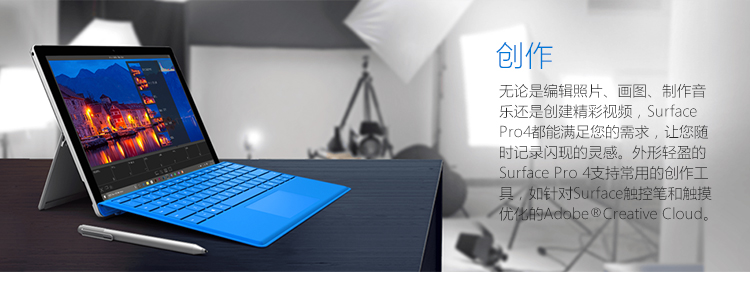 创作
无论是编辑照片、画图、制作音
乐还是创建精彩视频，Surface
Pro4都能满足您的需求，让您随
时记录闪现的灵感。外形轻盈的
Surface Pro 4支持常用的创作工
具，如针对Surface触控笔和触摸
优化的Adobe®Creative Cloud。